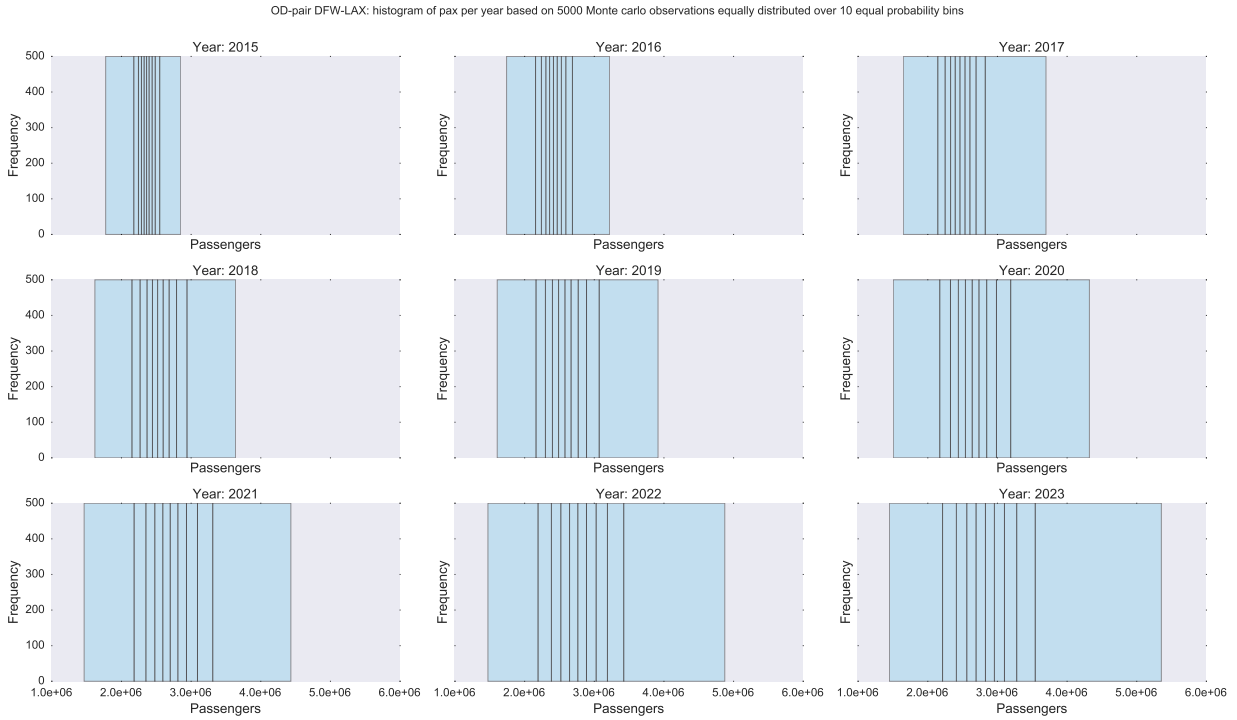 OD-pair DFW-LAX: histogram of pax per year based on 5000 Monte carlo observations equally distributed over 10 equal probability bins
Year: 2015
500
400
300
200
100
0
Frequency
Passengers
Year: 2016
Frequency
Passengers
Year: 2017
Frequency
Passengers
Year: 2018
500
400
300
200
100
0
Frequency
Passengers
Year: 2019
Frequency
Passengers
Year: 2020
Frequency
Passengers
Year: 2021
500
400
300
200
100
0
Frequency
1.0e+06 2.0e+06 3.0e+06 4.0e+06 5.0e+06 6.0e+06
Passengers
Year: 2022
Frequency
1.0e+06 2.0e+06 3.0e+06 4.0e+06 5.0e+06 6.0e+06
Passengers
Year: 2023
Frequency
1.0e+06 2.0e+06 3.0e+06 4.0e+06 5.0e+06 6.0e+06
Passengers